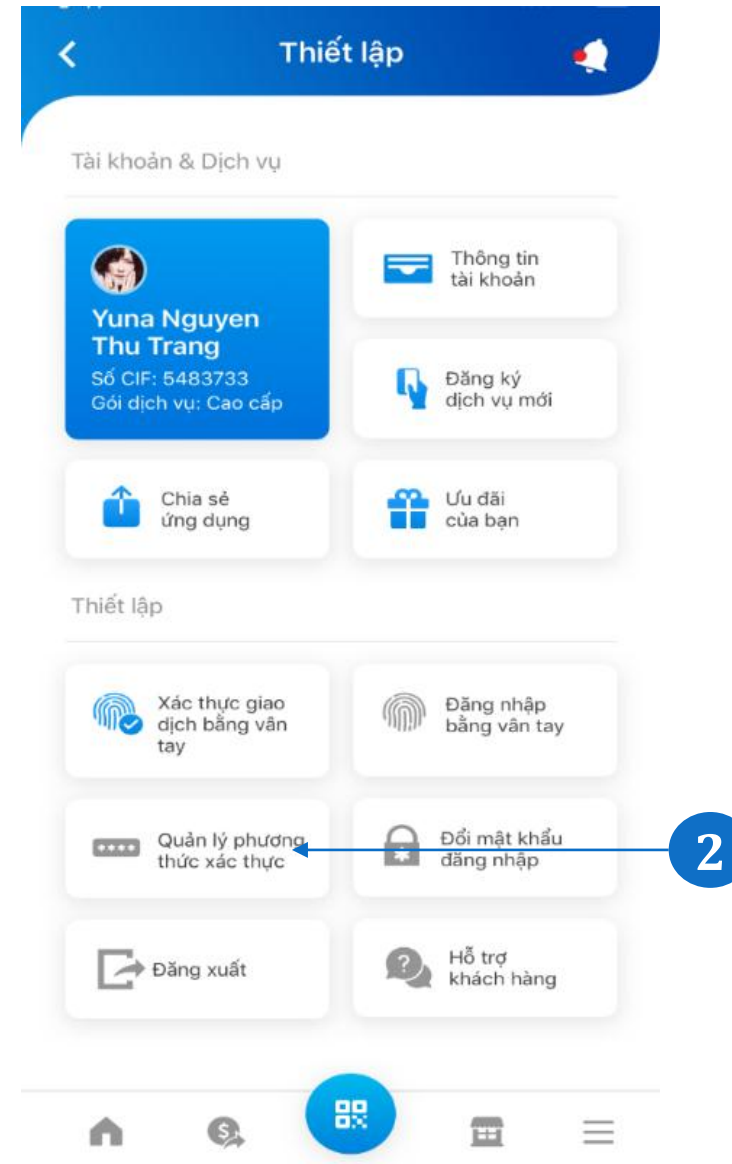 Thiết lập
Tài khoản & Dịch vụ
Yuna Nguyen
Thu Trang
Số CIF: 5483733
Gói dịch vụ: Cao cấp
Thông tin
tài khoản
Đăng ký
dịch vụ mới
Chia sẻ
ứng dụng
Ưu đãi
của bạn
Thiết lập
Xác thực giao
dịch bằng vân
tay
Đăng nhập
bằng vân tay
Quản lý phương
thức xác thực
Đổi mật khẩu
đăng nhập
2
Đăng xuất
Hỗ trợ
khách hàng